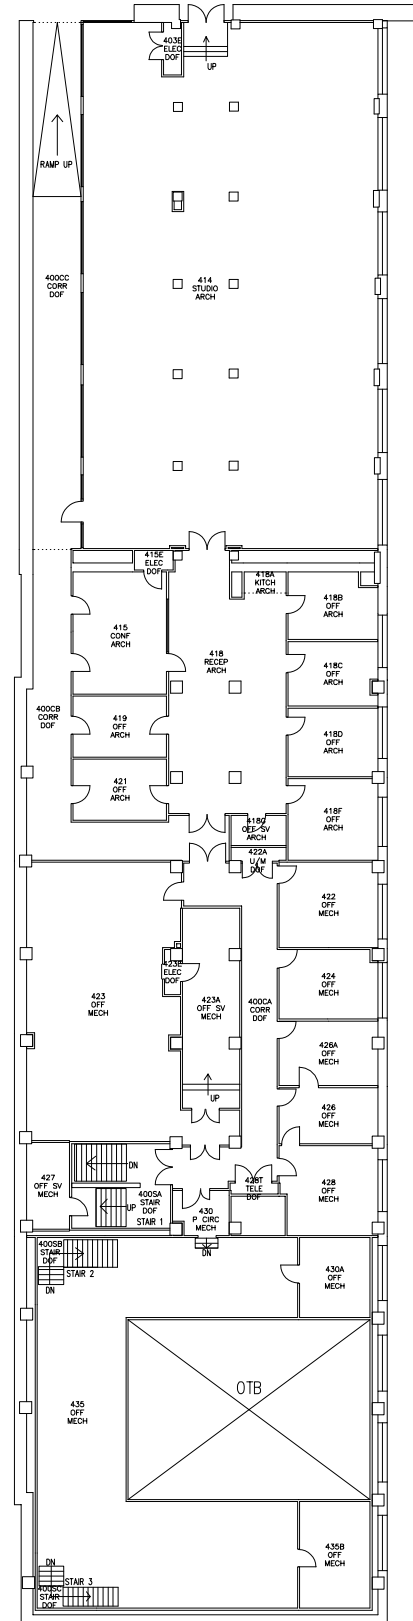 403E
ELEC
DOF
UP
RAMP UP
400CC
CORR
DOF
414
STUDIO
ARCH
415E
ELEC
DOF
418A
KITCH
ARCH
418B
OFF
ARCH
415
CONF
ARCH
418
RECEP
ARCH
418C
OFF
ARCH
400CB
CORR
DOF
419
OFF
ARCH
418D
OFF
ARCH
421
OFF
ARCH
418F
OFF
ARCH
418G
OFF SV
ARCH
422A
U/M
DOF
422
OFF
MECH
423E
ELEC
DOF
424
OFF
MECH
423
OFF
MECH
423A
OFF SV
MECH
400CA
CORR
DOF
426A
OFF
MECH
UP
426
OFF
MECH
DN
427
OFF SV
MECH
428T
TELE
DOF
428
OFF
MECH
400SA
STAIR
DOF
UP
STAIR 1
430
P CIRC
MECH
DN
400SB
STAIR
DOF
STAIR 2
DN
430A
OFF
MECH
OTB
435
OFF
MECH
435B
OFF
MECH
DN
STAIR 3
400SC
STAIR
DOF